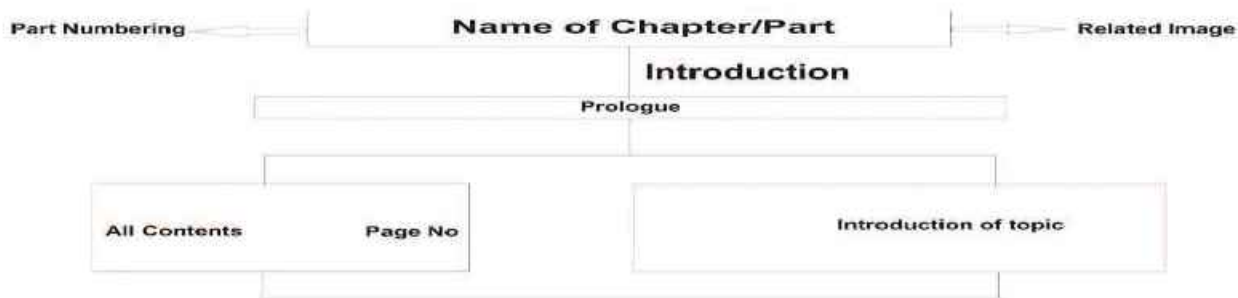 Part Numbering Name of Chapter/Part Related Image
Introduction
Prologue
All Contents Page No Introduction of topic